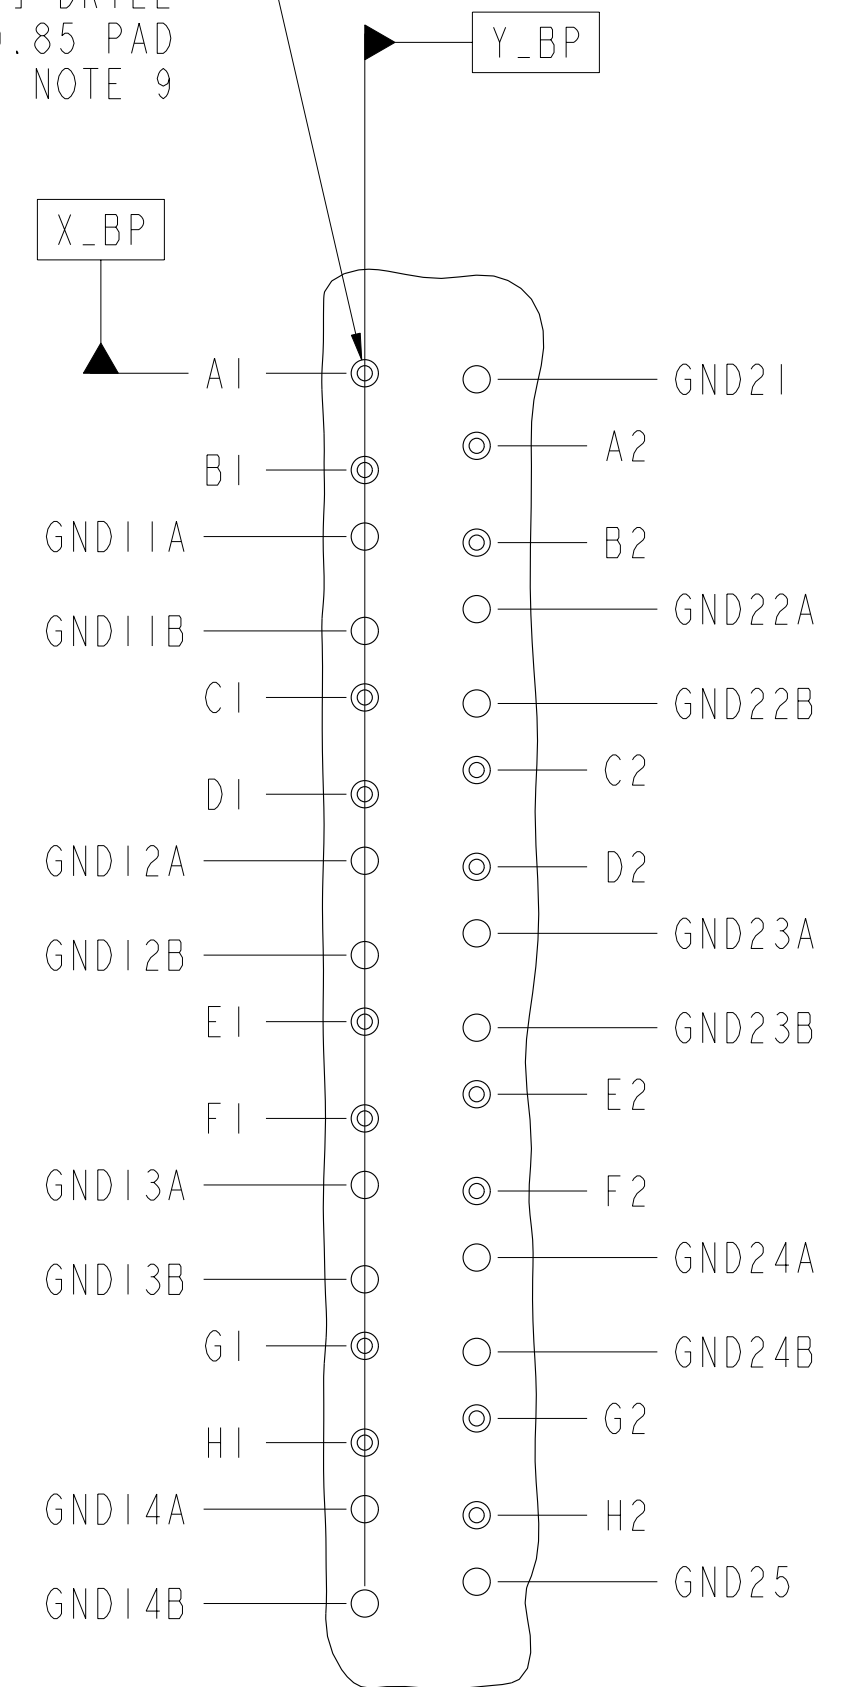 .85 PAD
NOTE 9
Y_BP
X_BP
A1
GND21
A2
B1
GND11A
B2
GND22A
GND11B
C1
GND22B
C2
D1
GND12A
D2
GND23A
GND12B
E1
GND23B
E2
F1
GND13A
F2
GND24A
GND13B
G1
GND24B
G2
H1
GND14A
H2
GND25
GND14B